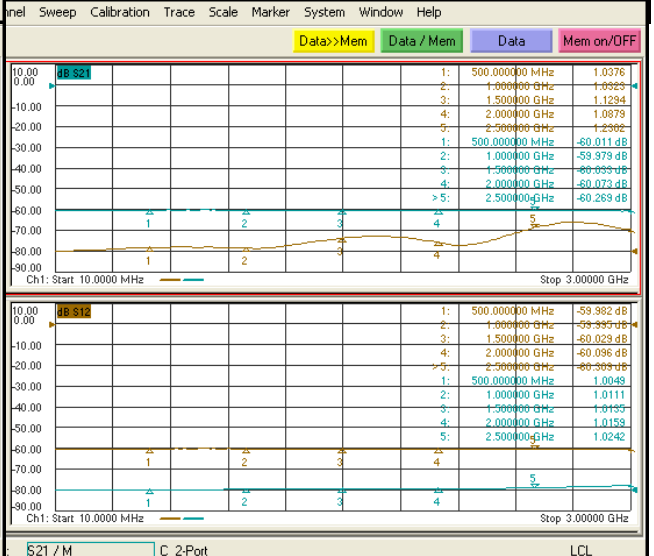 nnel Sweep Calibration Trace Scale Marker System Window Help
Data>>Mem Data / Mem Data Mem on/OFF
10.00 dB S21 1: 500.000000 MHz 1.0376
0.00 2: 1.000000 GHz 1.0323
3: 1.500000 GHz 1.1294
-10.00 4: 2.000000 GHz 1.0879
-20.00 5: 2.500000 GHz 1.2302
1: 500.000000 MHz -60.011 dB
-30.00 2: 1.000000 GHz -59.979 dB
3: 1.500000 GHz -60.033 dB
-40.00 4: 2.000000 GHz -60.073 dB
-50.00 > 5: 2.500000 GHz -60.269 dB
-60.00 5
1 2 3 4 5
-70.00
-80.00 1 2 3 4
-90.00
Ch1: Start 10.0000 MHz Stop 3.00000 GHz
10.00 dB S12 1: 500.000000 MHz -59.982 dB
0.00 2: 1.000000 GHz -59.995 dB
3: 1.500000 GHz -60.029 dB
-10.00 4: 2.000000 GHz -60.096 dB
-20.00 > 5: 2.500000 GHz -60.309 dB
1: 500.000000 MHz 1.0049
-30.00 2: 1.000000 GHz 1.0111
3: 1.500000 GHz 1.0135
-40.00 4: 2.000000 GHz 1.0159
-50.00 5: 2.500000 GHz 1.0242
-60.00 5
1 2 3 4
-70.00
-80.00 5
1 2 3 4
-90.00
Ch1: Start 10.0000 MHz Stop 3.00000 GHz
: S21 / M C 2-Port LCL